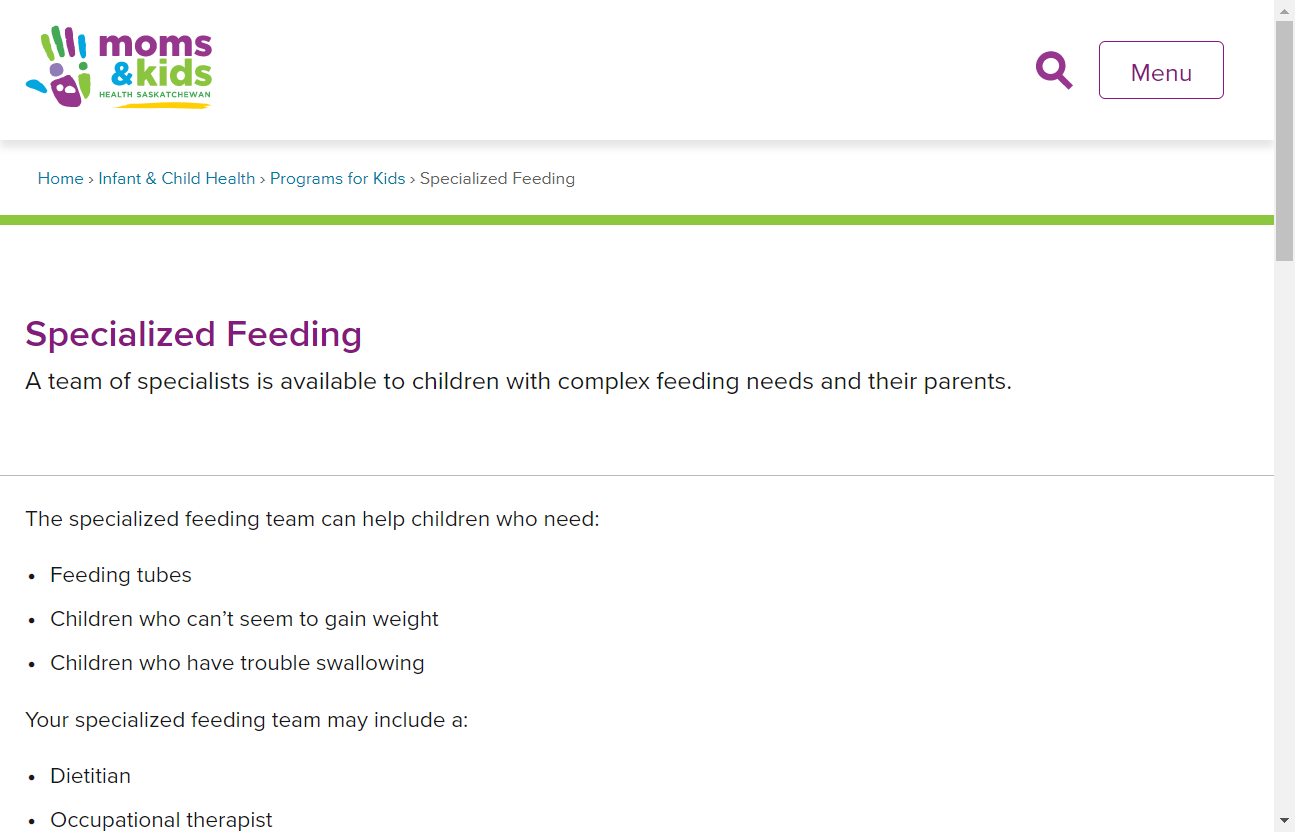 moms
&kids
HEALTH SASKATCHEWAN
Menu
Home › Infant & Child Health › Programs for Kids › Specialized Feeding
Specialized Feeding
A team of specialists is available to children with complex feeding needs and their parents.
The specialized feeding team can help children who need:
• Feeding tubes
• Children who can’t seem to gain weight
• Children who have trouble swallowing
Your specialized feeding team may include a:
• Dietitian
• Occupational therapist